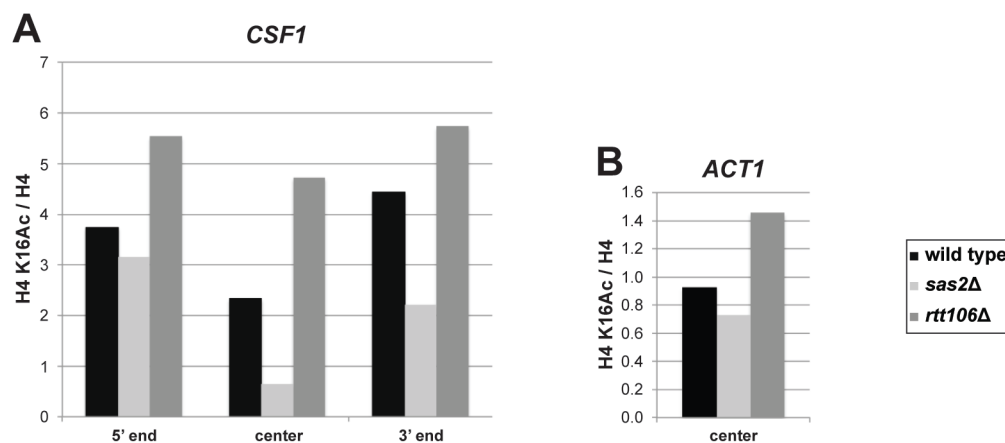 A
CSF1
H4 K16Ac / H4
7
6
5
4
3
2
1
0
5’ end
center
3’ end
B
ACT1
H4 K16Ac / H4
1.6
1.4
1.2
1.0
0.8
0.6
0.4
0.2
0.0
center
wild type
sas2Δ
rtt106Δ